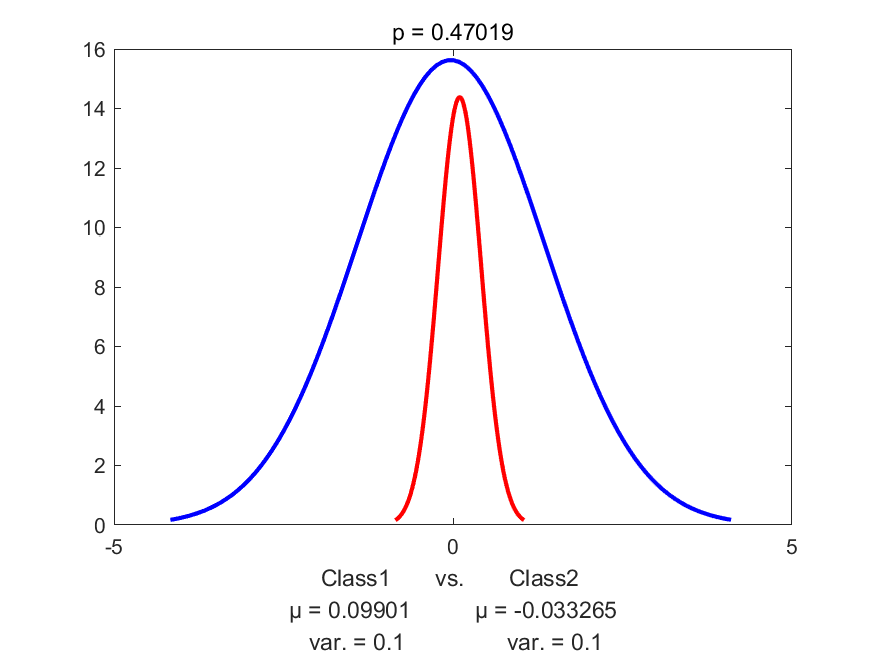 p = 0.47019
16
14
12
10
8
6
4
2
0
-5 0 5
Class1 vs. Class2
μ = 0.09901 μ = -0.033265
var. = 0.1 var. = 0.1